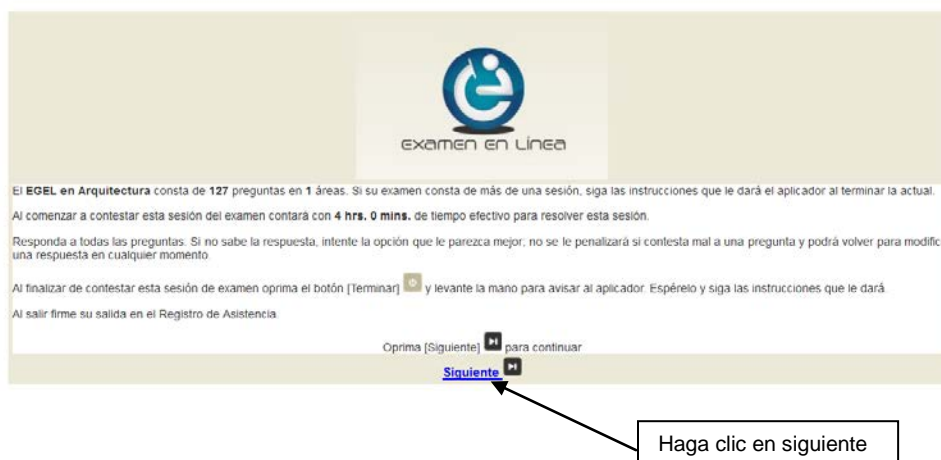 examen en Línea
El EGEL en Arquitectura consta de 127 preguntas en 1 áreas. Si su examen consta de más de una sesión, siga las instrucciones que le dará el aplicador al terminar la actual.
Al comenzar a contestar esta sesión del examen contará con 4 hrs. 0 mins. de tiempo efectivo para resolver esta sesión.
Responda a todas las preguntas. Si no sabe la respuesta, intente la opción que le parezca mejor; no se le penalizará si contesta mal a una pregunta y podrá volver para modific
una respuesta en cualquier momento.
Al finalizar de contestar esta sesión de examen oprima el botón [Terminar] y levante la mano para avisar al aplicador. Espérelo y siga las instrucciones que le dará.
Al salir firme su salida en el Registro de Asistencia.
Oprima [Siguiente] para continuar
Siguiente
Haga clic en siguiente